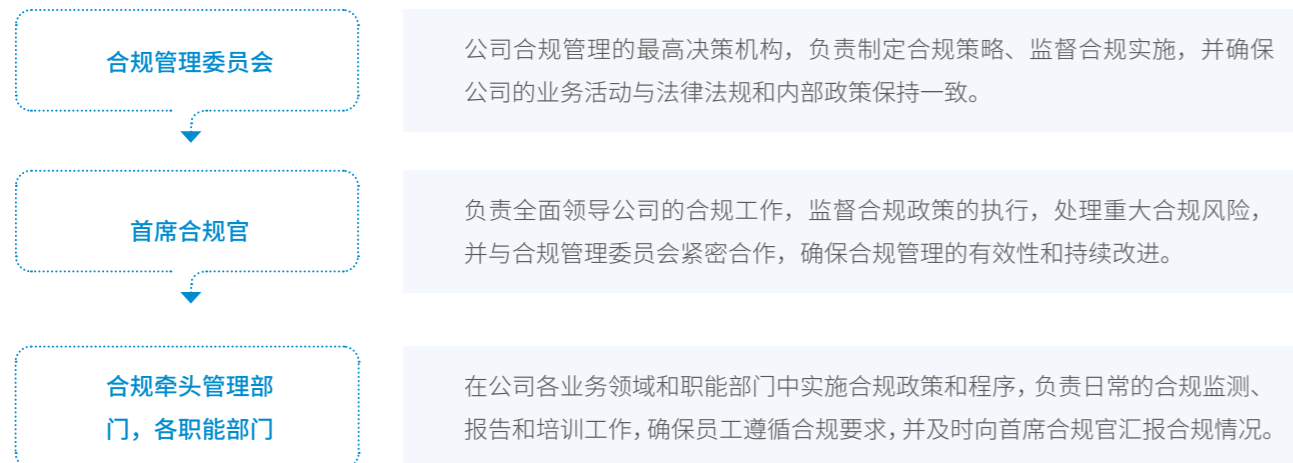 合规管理委员会
公司合规管理的最高决策机构，负责制定合规策略、监督合规实施，并确保
公司的业务活动与法律法规和内部政策保持一致。
首席合规官
负责全面领导公司的合规工作，监督合规政策的执行，处理重大合规风险，
并与合规管理委员会紧密合作，确保合规管理的有效性和持续改进。
合规牵头管理部
门，各职能部门
在公司各业务领域和职能部门中实施合规政策和程序，负责日常的合规监测、
报告和培训工作，确保员工遵循合规要求，并及时向首席合规官汇报合规情况。